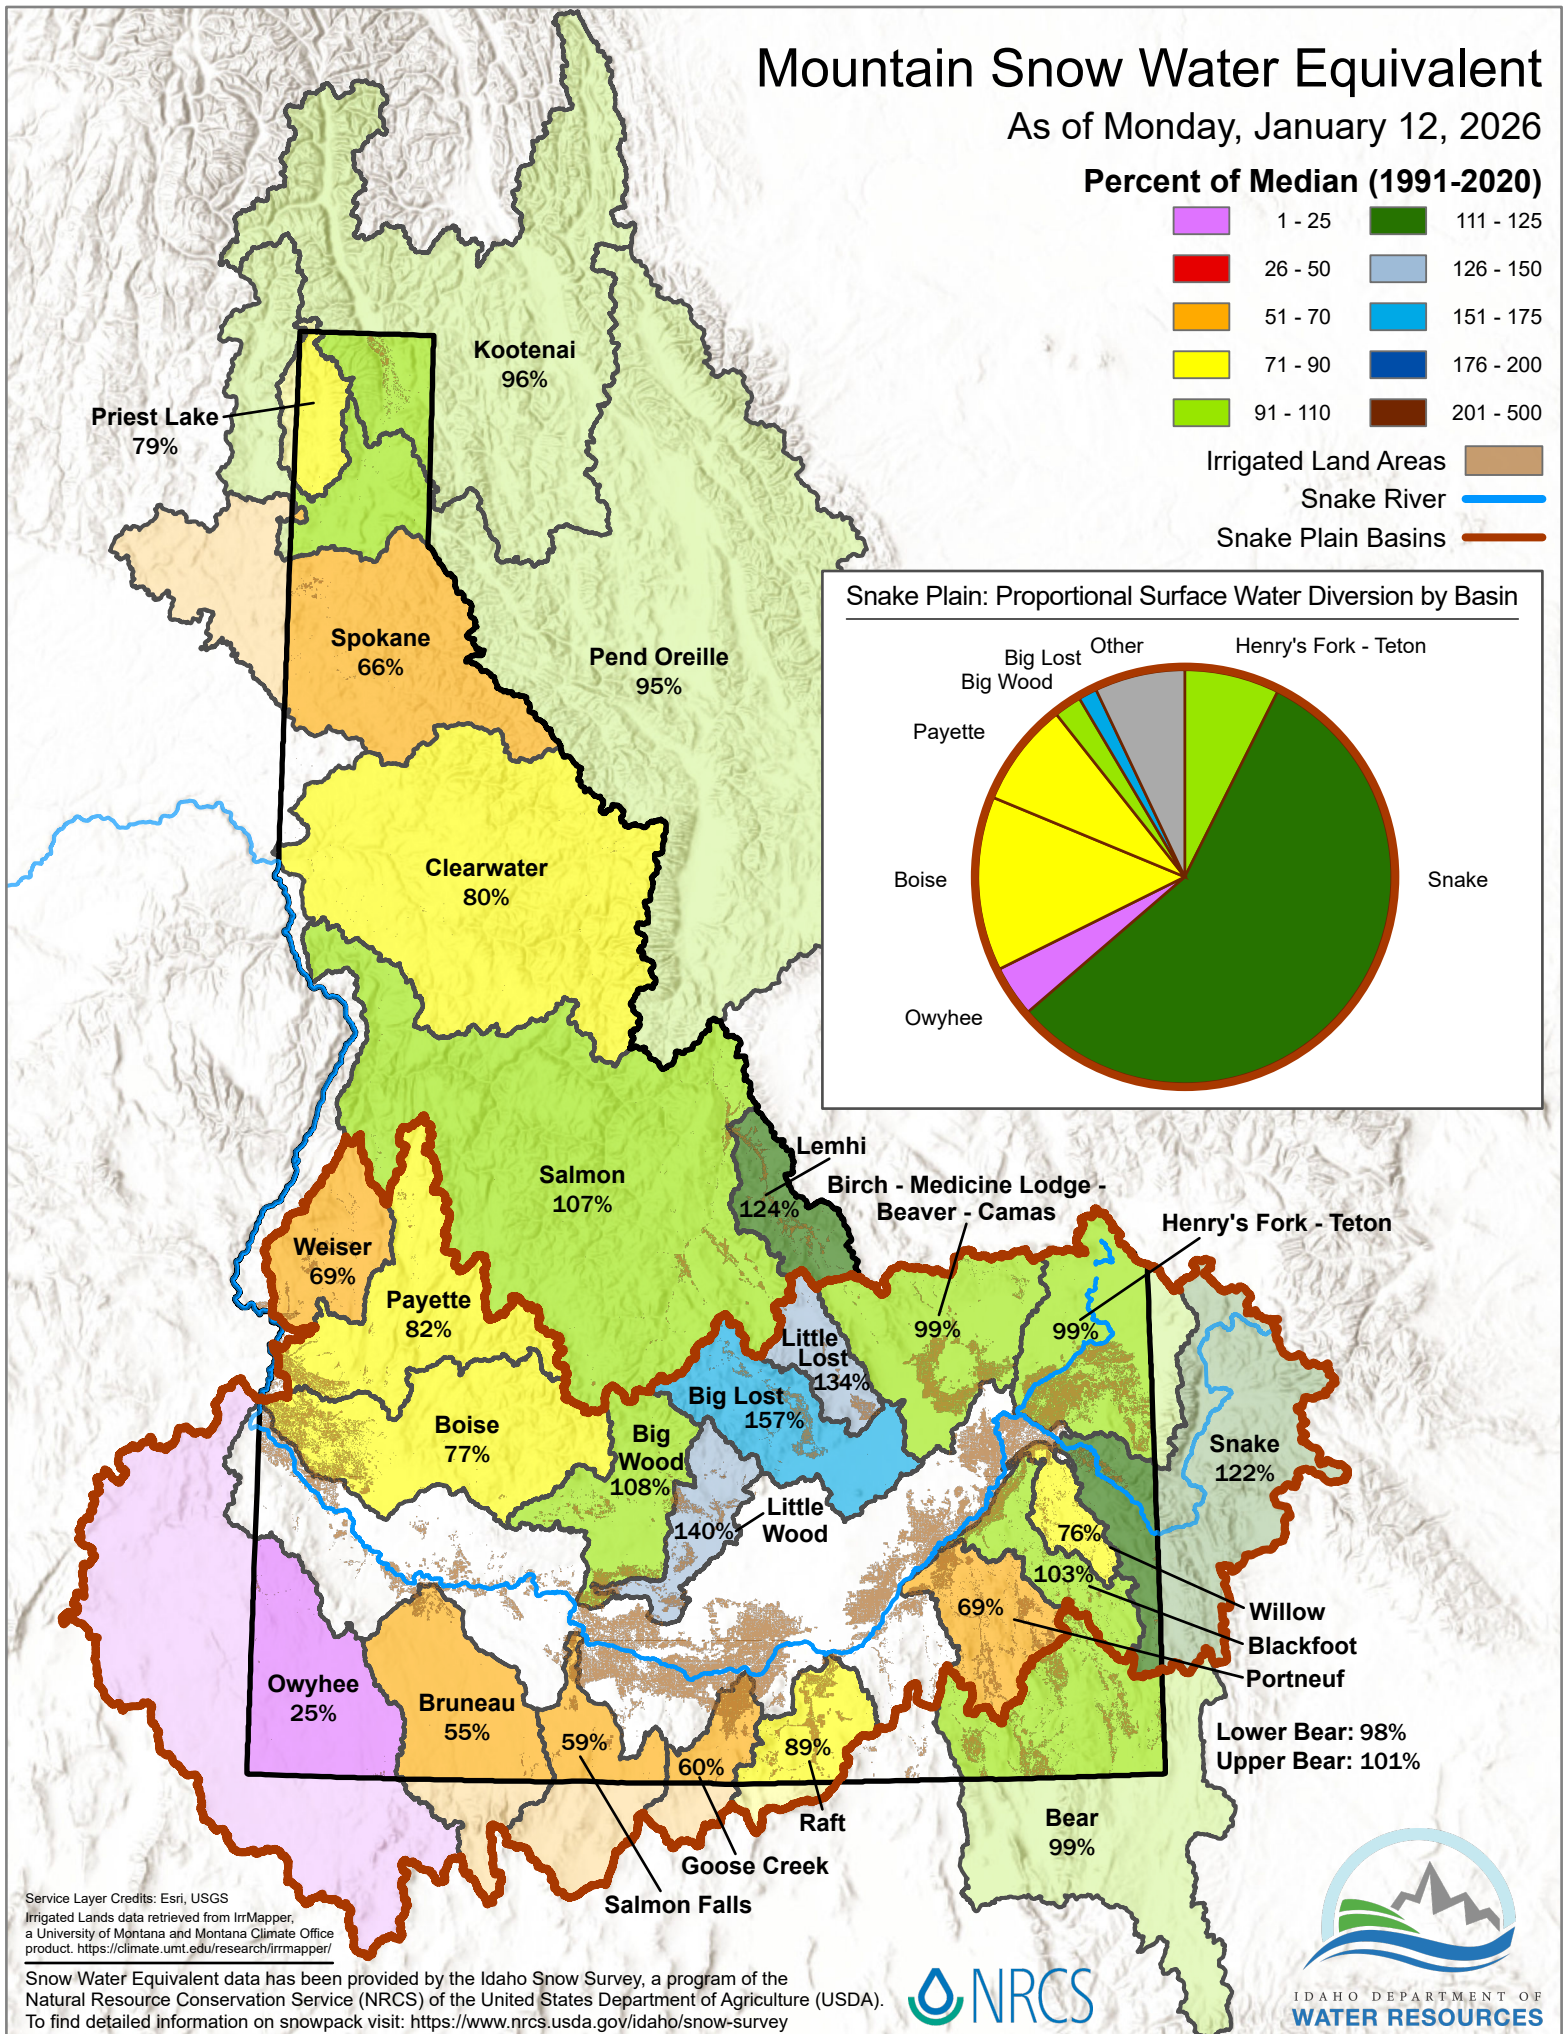 Mountain Snow Water Equivalent
As of Monday, January 12, 2026
Percent of Median (1991-2020)
1 - 25
111 - 125
26 - 50
126 - 150
51 - 70
151 - 175
71 - 90
176 - 200
91 - 110
201 - 500
Irrigated Land Areas
Snake River
Snake Plain Basins
Kootenai
96%
Priest Lake
79%
Spokane
66%
Pend Oreille
95%
Clearwater
80%
Snake Plain: Proportional Surface Water Diversion by Basin
Other
Henry's Fork - Teton
Big Lost
Big Wood
Payette
Boise
Snake
Owyhee
Salmon
107%
Lemhi
124%
Birch - Medicine Lodge -
Beaver - Camas
99%
Henry's Fork - Teton
99%
Weiser
69%
Payette
82%
Little
Lost
134%
Big Lost
157%
Boise
77%
Big
Wood
108%
Little
Wood
140%
Snake
122%
76%
103%
69%
Willow
Blackfoot
Portneuf
Owyhee
25%
Bruneau
55%
59%
60%
89%
Raft
Goose Creek
Salmon Falls
Lower Bear: 98%
Upper Bear: 101%
Bear
99%
Service Layer Credits: Esri, USGS
Irrigated Lands data retrieved from IrrMapper,
a University of Montana and Montana Climate Office
product. https://climate.umt.edu/research/irrmapper/
Snow Water Equivalent data has been provided by the Idaho Snow Survey, a program of the
Natural Resource Conservation Service (NRCS) of the United States Department of Agriculture (USDA).
To find detailed information on snowpack visit: https://www.nrcs.usda.gov/idaho/snow-survey
NRCS
IDAHO DEPARTMENT OF
WATER RESOURCES